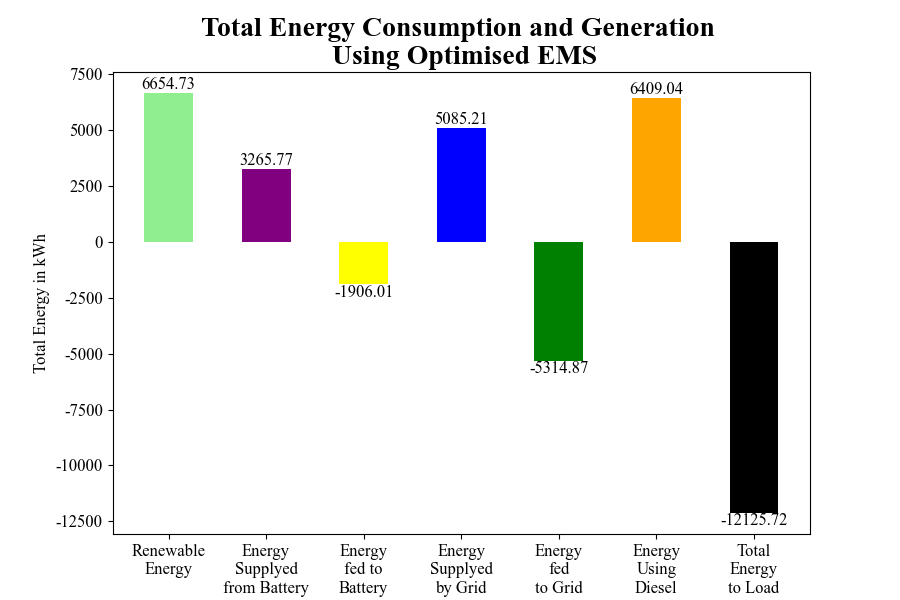 Total Energy Consumption and Generation
Using Optimised EMS
Total Energy in kWh
7500
5000
2500
0
-2500
-5000
-7500
-10000
-12500
6654.73
3265.77
-1906.01
5085.21
-5314.87
6409.04
-12125.72
Renewable
Energy
Energy
Supplyed
from Battery
Energy
fed to
Battery
Energy
Supplyed
by Grid
Energy
fed
to Grid
Energy
Using
Diesel
Total
Energy
to Load